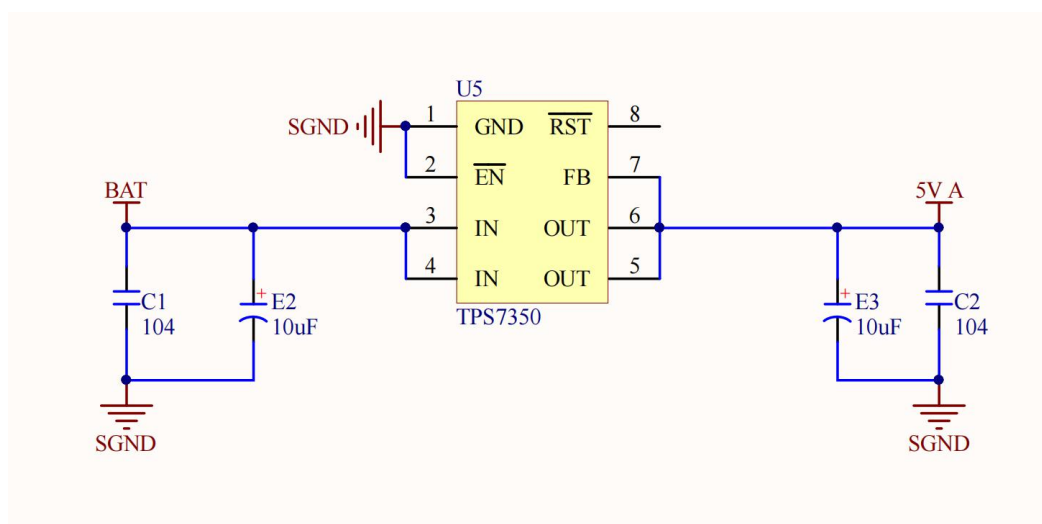 U5
SGND
1
GND
RST
8
2
EN
FB
7
BAT
5V A
3
IN
OUT
6
4
IN
OUT
5
+
E2
C1
10uF
104
TPS7350
+
E3
C2
10uF
104
SGND
SGND